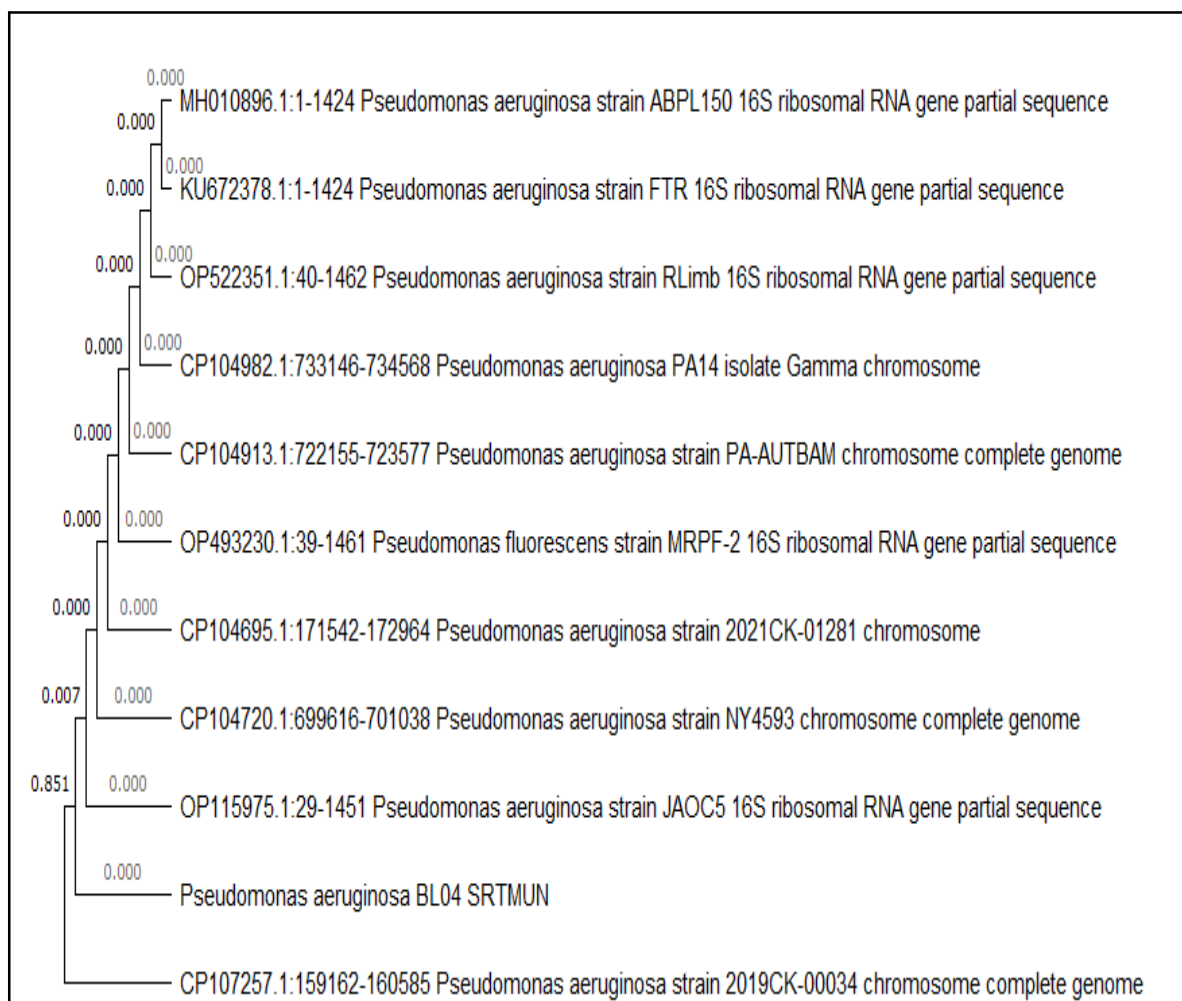 0.000
MH010896.1:1-1424 Pseudomonas aeruginosa strain ABPL150 16S ribosomal RNA gene partial sequence
0.000
0.000
KU672378.1:1-1424 Pseudomonas aeruginosa strain FTR 16S ribosomal RNA gene partial sequence
0.000
0.000
OP522351.1:40-1462 Pseudomonas aeruginosa strain RLimb 16S ribosomal RNA gene partial sequence
0.000
0.000
CP104982.1:733146-734568 Pseudomonas aeruginosa PA14 isolate Gamma chromosome
0.000
0.000
CP104913.1:722155-723577 Pseudomonas aeruginosa strain PA-AUTBAM chromosome complete genome
0.000
0.000
OP493230.1:39-1461 Pseudomonas fluorescens strain MRPF-2 16S ribosomal RNA gene partial sequence
0.000
0.000
CP104695.1:171542-172964 Pseudomonas aeruginosa strain 2021CK-01281 chromosome
0.000
0.000
CP104720.1:699616-701038 Pseudomonas aeruginosa strain NY4593 chromosome complete genome
0.007
0.000
OP115975.1:29-1451 Pseudomonas aeruginosa strain JAOC5 16S ribosomal RNA gene partial sequence
0.851
0.000
Pseudomonas aeruginosa BL04 SRTMUN
CP107257.1:159162-160585 Pseudomonas aeruginosa strain 2019CK-00034 chromosome complete genome